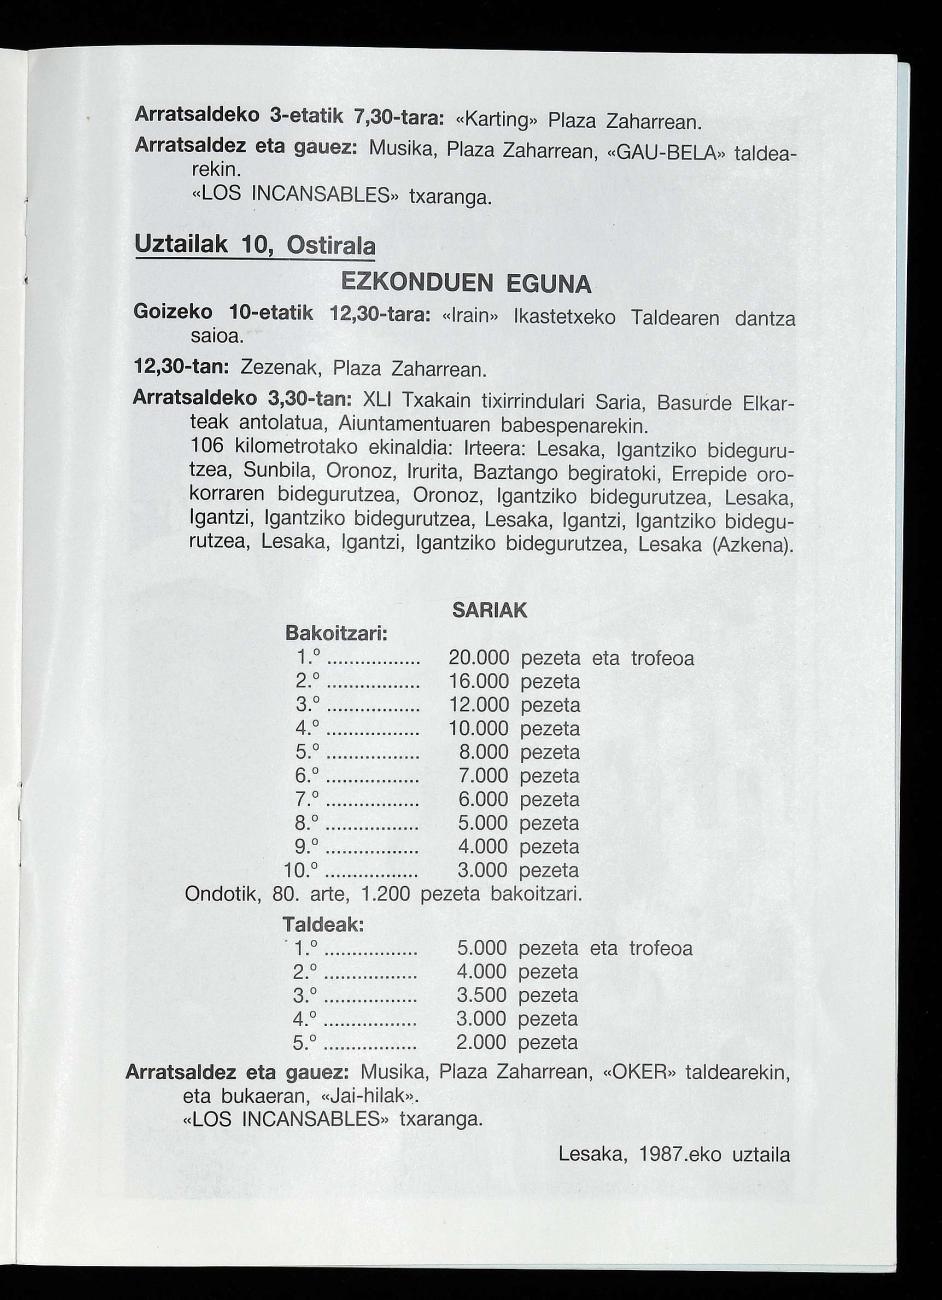 Arratsaldeko 3-etatik 7,30-tara: «Karting» Plaza Zaharrean.
Arratsaldez eta gauez: Musika, Plaza Zaharrean, «GAU-BELA» taldea-
rekin.
«LOS INCANSABLES» txaranga.
Uztailak 10, Ostirala
EZKONDUEN EGUNA
Goizeko 10-etatik 12,30-tara: «Irain» Ikastetxeko Taldearen dantza
saioa.
12,30-tan: Zezenak, Plaza Zaharrean.
Arratsaldeko 3,30-tan: XLI Txakain tixirrindulari Saria, Basurde Elkar-
teak antolatua, Aiuntamentuaren babespenarekin.
106 kilometrotako ekinaldia: Irteera: Lesaka, Igantziko bideguru-
tzea, Sunbila, Oronoz, Irurita, Baztango begiratoki, Errepide oro-
korraren bidegurutzea, Oronoz, Igantziko bidegurutzea, Lesaka,
Igantzi, Igantziko bidegurutzea, Lesaka, Igantzi, Igantziko bidegu-
rutzea, Lesaka, Igantzi, Igantziko bidegurutzea, Lesaka (Azkena).
SARIAK
Bakoitzari:
1.º ................. 20.000 pezeta eta trofeoa
2.º ................. 16.000 pezeta
3.º ................. 12.000 pezeta
4.º ................. 10.000 pezeta
5.º ................. 8.000 pezeta
6.º ................. 7.000 pezeta
7.º ................. 6.000 pezeta
8.º ................. 5.000 pezeta
9.º ................. 4.000 pezeta
10.º ................. 3.000 pezeta
Ondotik, 80. arte, 1.200 pezeta bakoitzari.
Taldeak:
1.º ................. 5.000 pezeta eta trofeoa
2.º ................. 4.000 pezeta
3.º ................. 3.500 pezeta
4.º ................. 3.000 pezeta
5.º ................. 2.000 pezeta
Arratsaldez eta gauez: Musika, Plaza Zaharrean, «OKER» taldearekin,
eta bukaeran, «Jai-hilak».
«LOS INCANSABLES» txaranga.
Lesaka, 1987.eko uztaila